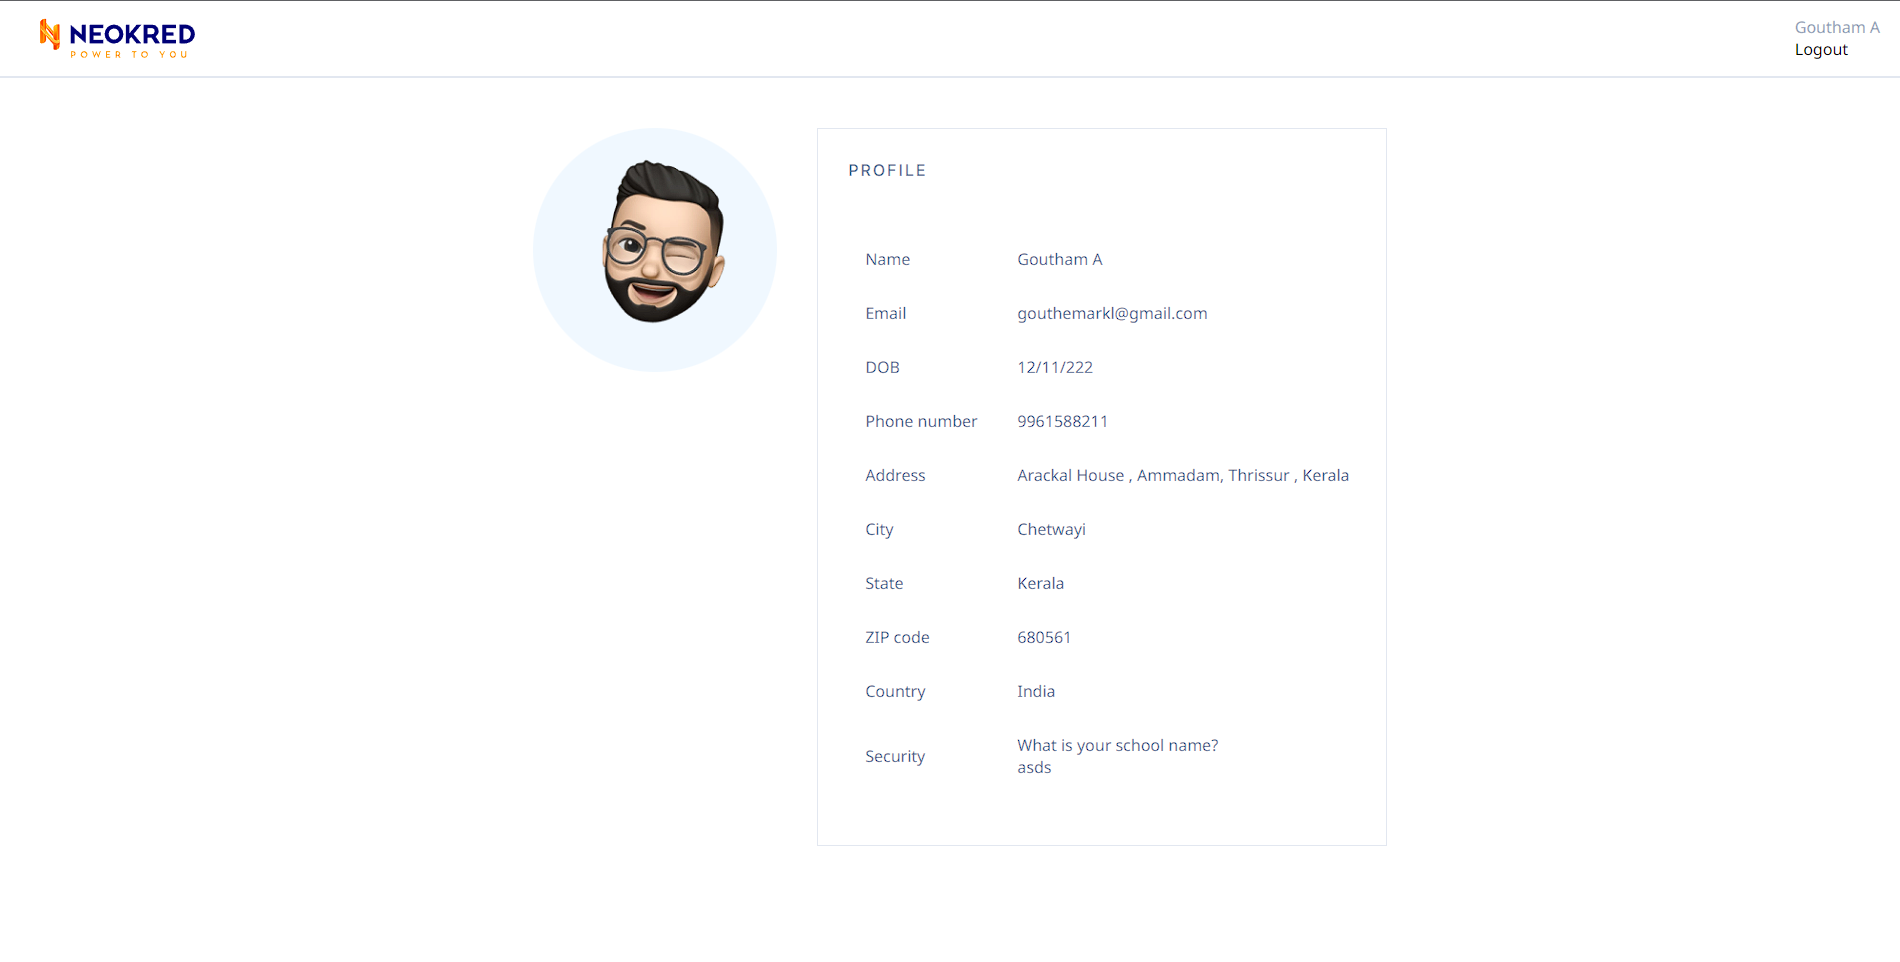 NEOKRED
POWER TO YOU
Goutham A
Logout
PROFILE
Name Goutham A
Email gouthemarkl@gmail.com
DOB 12/11/222
Phone number 9961588211
Address Arackal House , Ammadam, Thrissur , Kerala
City Chetwayi
State Kerala
ZIP code 680561
Country India
Security What is your school name?
asds